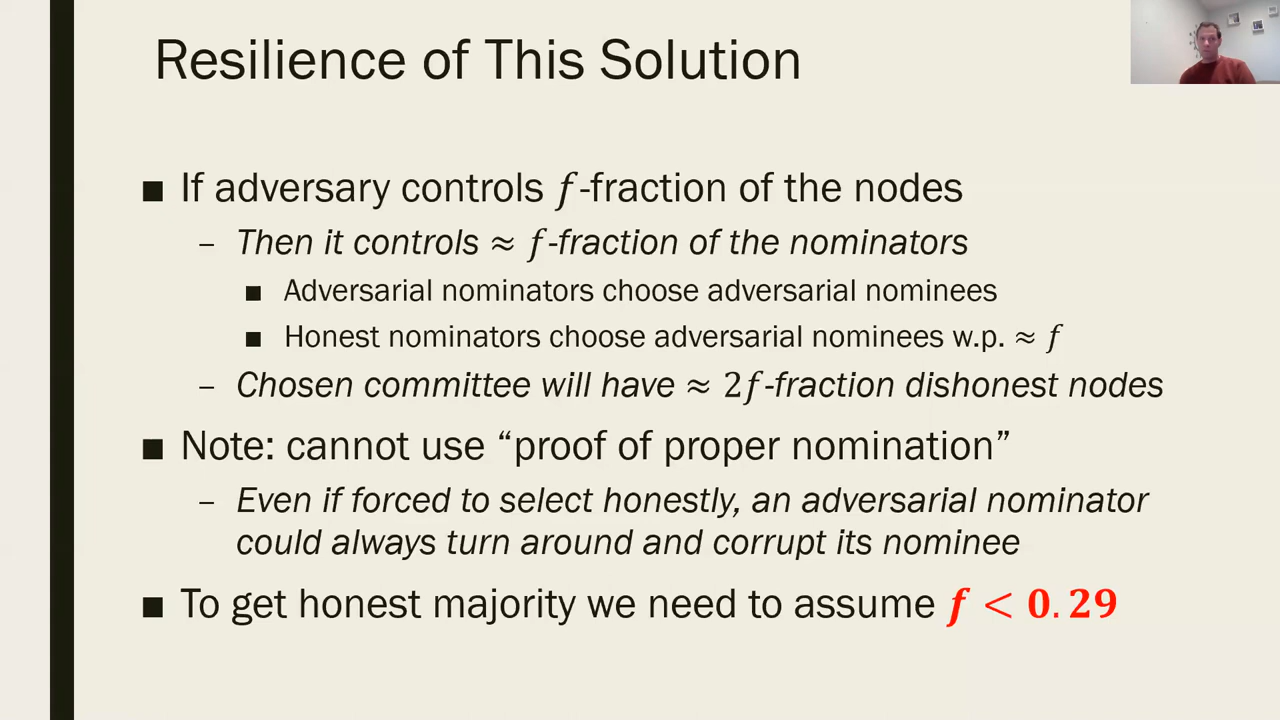 Resilience of This Solution
■ If adversary controls f-fraction of the nodes
– Then it controls ≈ f-fraction of the nominators
■ Adversarial nominators choose adversarial nominees
■ Honest nominators choose adversarial nominees w.p. ≈ f
– Chosen committee will have ≈ 2f-fraction dishonest nodes
■ Note: cannot use “proof of proper nomination”
– Even if forced to select honestly, an adversarial nominator
could always turn around and corrupt its nominee
■ To get honest majority we need to assume f < 0.29